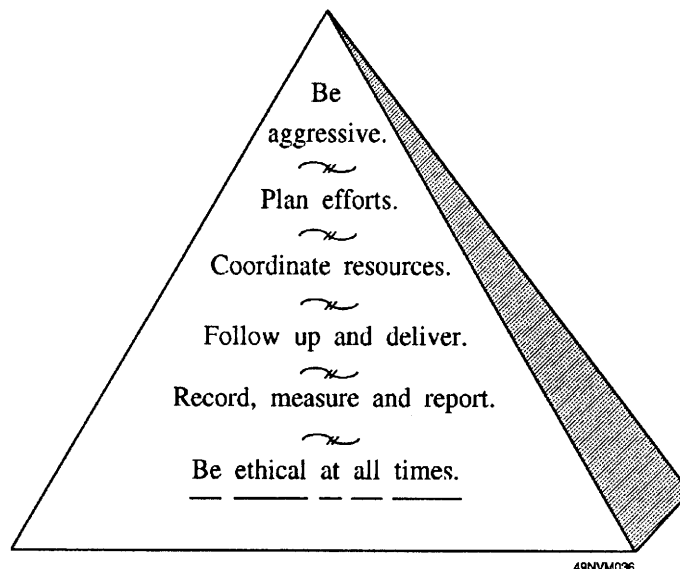 Be
aggressive.
Plan efforts.
Coordinate resources.
Follow up and deliver.
Record, measure and report.
Be ethical at all times.
49NVM036